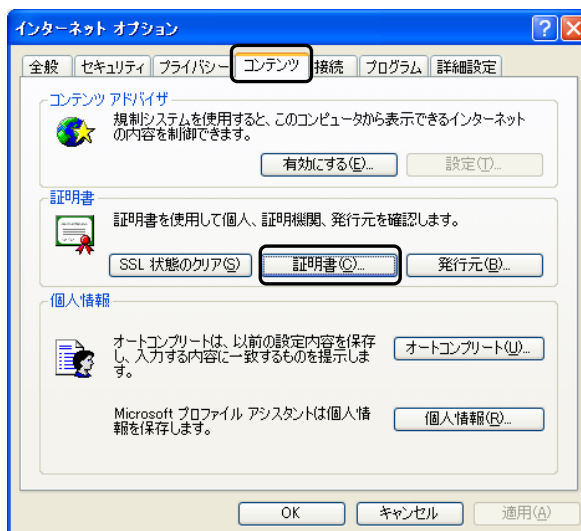 インターネット オプション
全般 セキュリティ プライバシー コンテンツ 接続 プログラム 詳細設定
コンテンツ アドバイザ
規制システムを使用すると、このコンピュータから表示できるインターネット
の内容を制御できます。
有効にする(E)... 設定(T)...
証明書
証明書を使用して個人、証明機関、発行元を確認します。
SSL 状態のクリア(S) 証明書(C)... 発行元(B)...
個人情報
オートコンプリートは、以前の設定内容を保存
し、入力する内容に一致するものを提示しま
す。
オートコンプリート(U)...
Microsoft プロファイル アシスタントは個人情
報を保存します。
個人情報(R)...
OK キャンセル 適用(A)